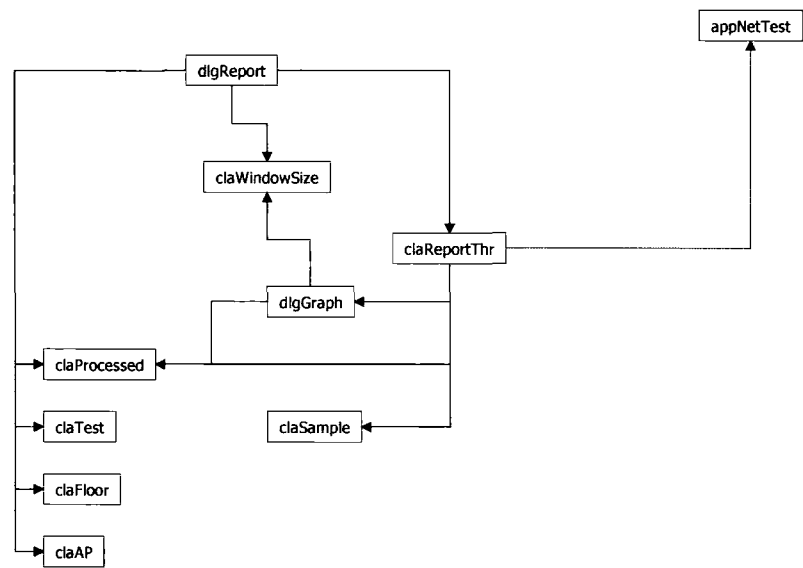 appNetTest
dlgReport
claWindowSize
claReportThr
dlgGraph
claProcessed
claTest
claSample
claFloor
claAP